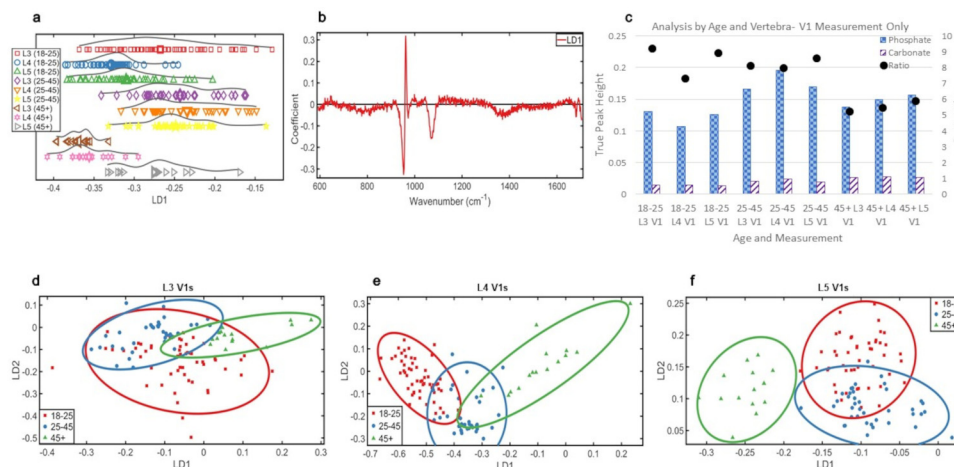 a
L3 (18-25)
L4 (18-25)
L5 (18-25)
L3 (25-45)
L4 (25-45)
L5 (25-45)
L3 (45+)
L4 (45+)
L5 (45+)
-0.4 -0.35 -0.3 -0.25 -0.2 -0.15
LD1
b
LD1
0.3
0.2
0.1
0
-0.1
-0.2
-0.3
Coefficient
600 800 1000 1200 1400 1600
Wavenumber (cm-1)
c
Analysis by Age and Vertebra- V1 Measurement Only
Phosphate
Carbonate
Ratio
0.25
0.2
0.15
0.1
0.05
0
True Peak Height
10
9
8
7
6
5
4
3
2
1
0
18-25 18-25 18-25 25-45 25-45 25-45 45+ L3 45+ L4 45+ L5
L3 V1 L4 V1 L5 V1 L3 V1 L4 V1 L5 V1 V1 V1 V1
Age and Measurement
d
L3 V1s
0.1
0
-0.1
-0.2
-0.3
-0.4
-0.5
LD2
18-25
25-45
45+
-0.4 -0.3 -0.2 -0.1 0 0.1 0.2 0.3
LD1
e
L4 V1s
0.3
0.2
0.1
0
-0.1
-0.2
-0.3
LD2
18-25
25-45
45+
-0.7 -0.6 -0.5 -0.4 -0.3 -0.2 -0.1 0 0.1 0.2
LD1
f
L5 V1s
18-
25-
45+
0.25
0.2
0.15
0.1
0.05
LD2
-0.3 -0.25 -0.2 -0.15 -0.1 -0.05 0
LD1